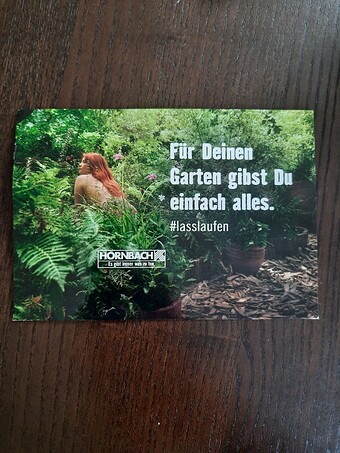 Für Deinen
Garten gibst Du
einfach alles.
#lasslaufen
HORNBACH
Es gibt immer was zu tun.